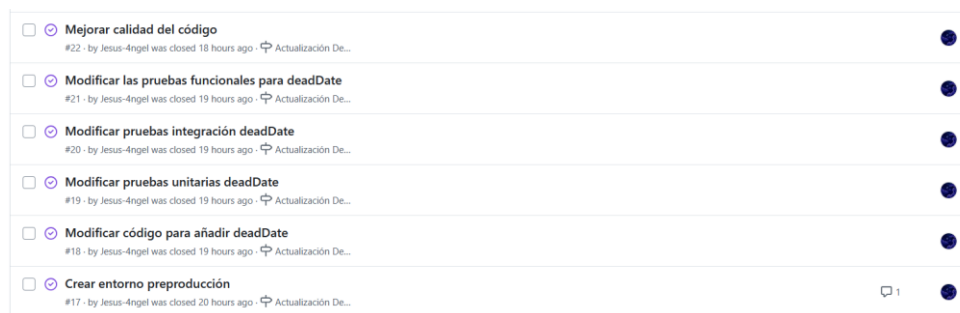 Mejorar calidad del código
#22 · by Jesus-4ngel was closed 18 hours ago · Actualización De...
Modificar las pruebas funcionales para deadDate
#21 · by Jesus-4ngel was closed 19 hours ago · Actualización De...
Modificar pruebas integración deadDate
#20 · by Jesus-4ngel was closed 19 hours ago · Actualización De...
Modificar pruebas unitarias deadDate
#19 · by Jesus-4ngel was closed 19 hours ago · Actualización De...
Modificar código para añadir deadDate
#18 · by Jesus-4ngel was closed 19 hours ago · Actualización De...
Crear entorno preproducción
1
#17 · by Jesus-4ngel was closed 20 hours ago · Actualización De...